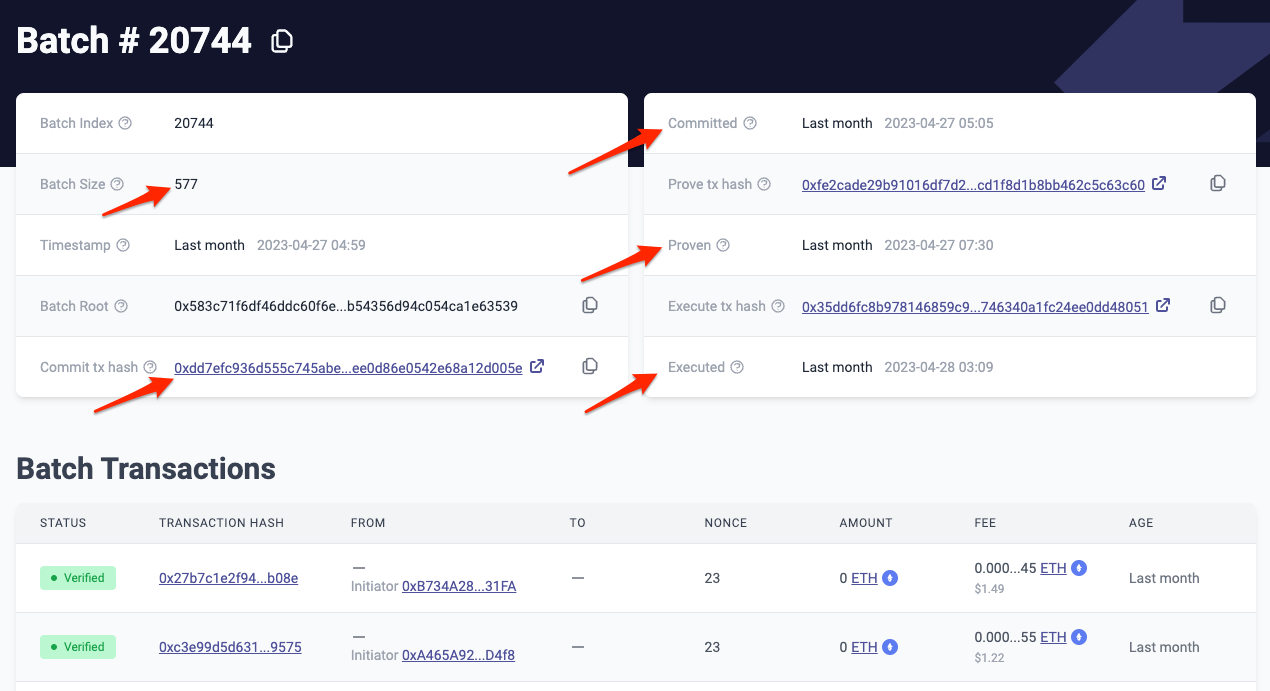 Batch # 20744
Batch Index 20744
Batch Size 577
Timestamp Last month 2023-04-27 04:59
Batch Root 0x583c71f6df46ddc60f6e...b54356d94c054ca1e63539
Commit tx hash 0xdd7efc936d555c745abe...ee0d86e0542e68a12d005e
Committed Last month 2023-04-27 05:05
Prove tx hash 0xfe2cade29b91016df7d2...cd1f8d1b8bb462c5c63c60
Proven Last month 2023-04-27 07:30
Execute tx hash 0x35dd6fc8b978146859c9...746340a1fc24ee0dd48051
Executed Last month 2023-04-28 03:09
Batch Transactions
STATUS TRANSACTION HASH FROM TO NONCE AMOUNT FEE AGE
Verified 0x27b7c1e2f94...b08e — — 23 0 ETH 0.000...45 ETH Last month
Initiator 0xB734A28...31FA $1.49
Verified 0xc3e99d5d631...9575 — — 23 0 ETH 0.000...55 ETH Last month
Initiator 0xA465A92...D4f8 $1.22